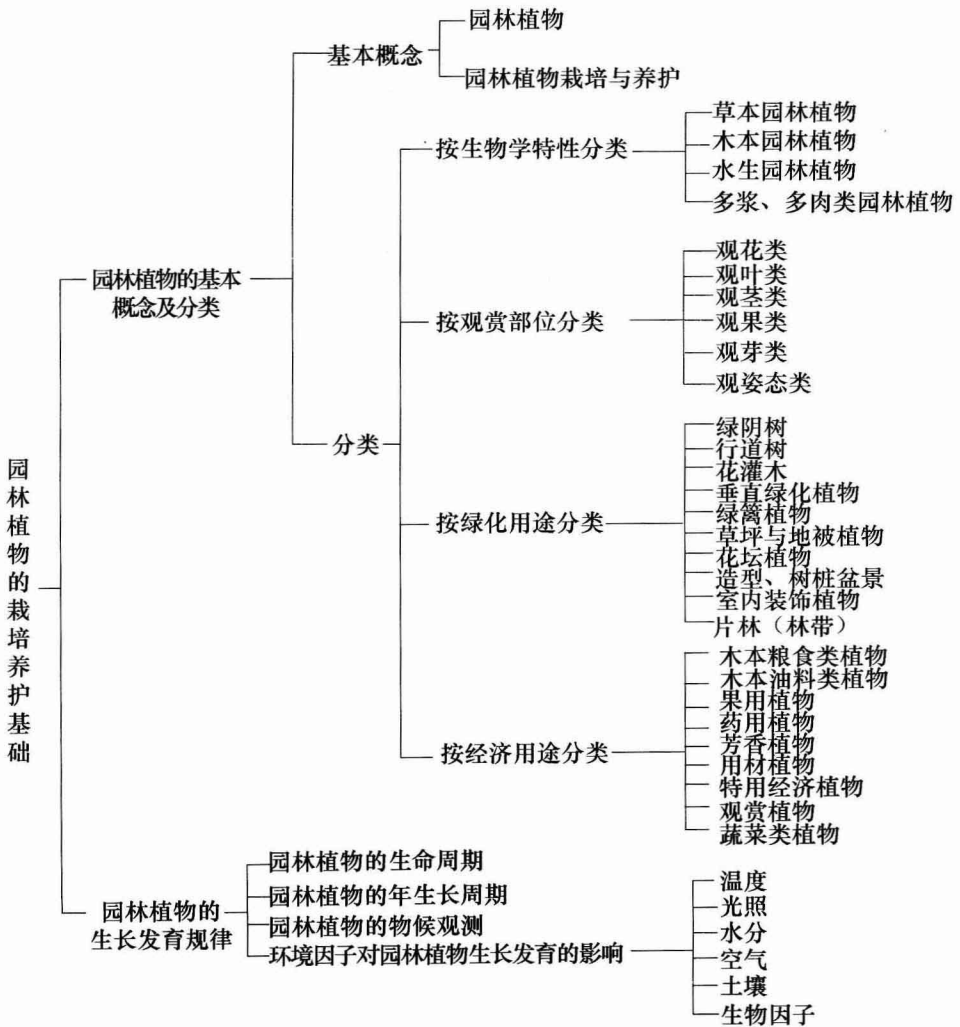 园林植物的栽培养护基础
园林植物的基本
概念及分类
基本概念
园林植物
园林植物栽培与养护
分类
按生物学特性分类
草本园林植物
木本园林植物
水生园林植物
多浆、多肉类园林植物
按观赏部位分类
观花类
观叶类
观茎类
观果类
观芽类
观姿态类
按绿化用途分类
绿阴树
行道树
花灌木
垂直绿化植物
绿篱植物
草坪与地被植物
花坛植物
造型、树桩盆景
室内装饰植物
片林（林带）
按经济用途分类
木本粮食类植物
木本油料类植物
果用植物
药用植物
芳香植物
用材植物
特用经济植物
观赏植物
蔬菜类植物
园林植物的
生长发育规律
园林植物的生命周期
园林植物的年生长周期
园林植物的物候观测
环境因子对园林植物生长发育的影响
温度
光照
水分
空气
土壤
生物因子